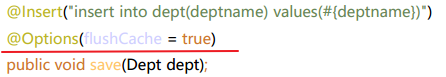 @Insert("insert into dept(deptname) values(#{deptname})")
@Options(flushCache = true)
public void save(Dept dept);